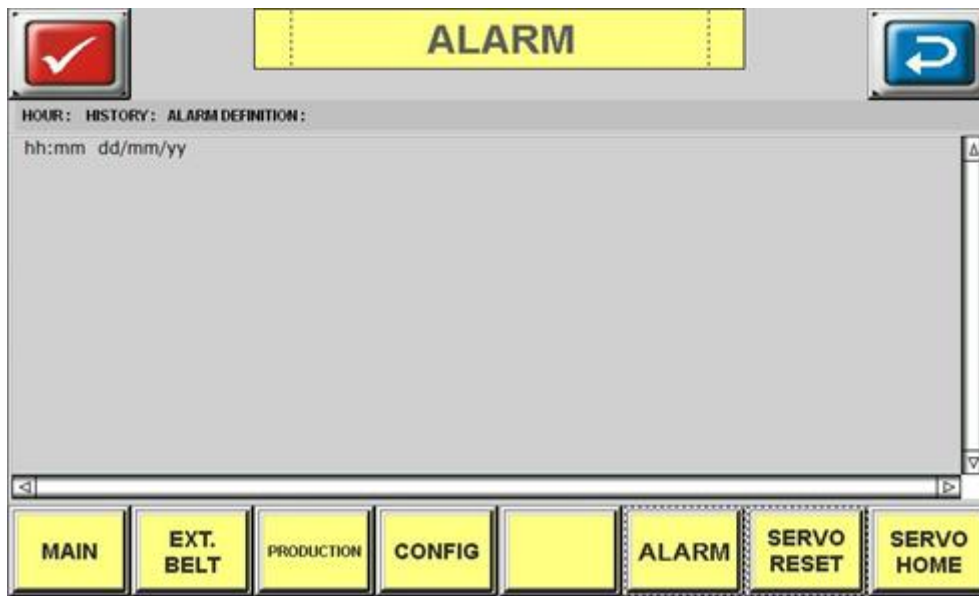 ALARM
HOUR: HISTORY: ALARM DEFINITION:
hh:mm dd/mm/yy
MAIN
EXT.
BELT
PRODUCTION
CONFIG
ALARM
SERVO
RESET
SERVO
HOME